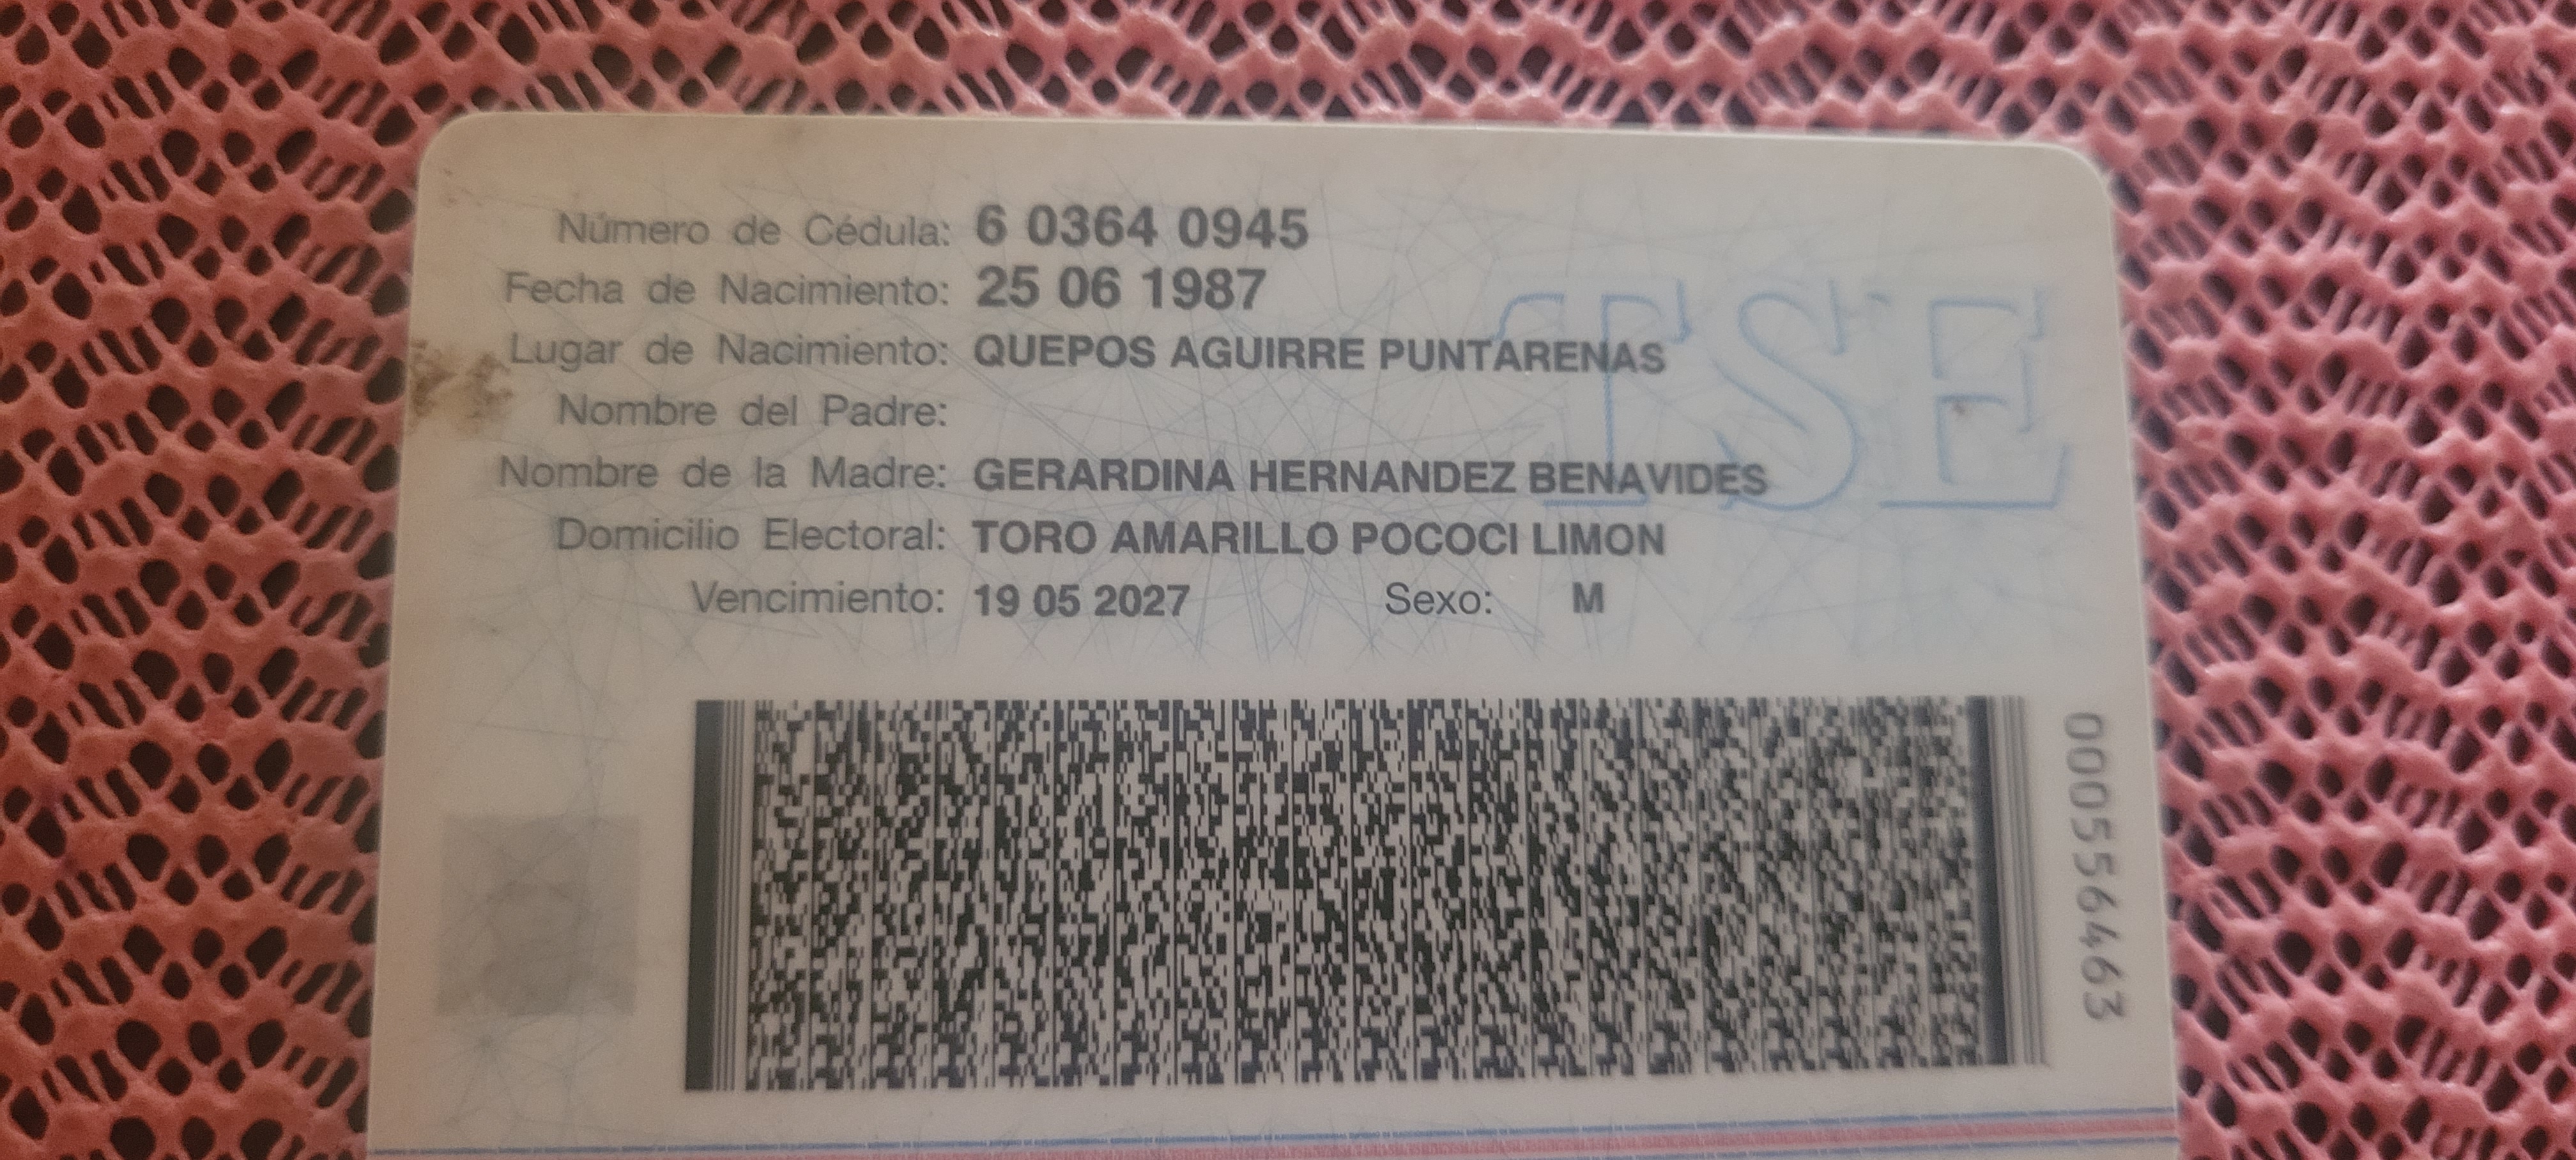 Número de Cédula: 6 0364 0945
Fecha de Nacimiento: 25 06 1987
Lugar de Nacimiento: QUEPOS AGUIRRE PUNTARENAS
Nombre del Padre:
Nombre de la Madre: GERARDINA HERNANDEZ BENAVIDES
Domicilio Electoral: TORO AMARILLO POCOCI LIMON
Vencimiento: 19 05 2027 Sexo: M
TSE
0005564463